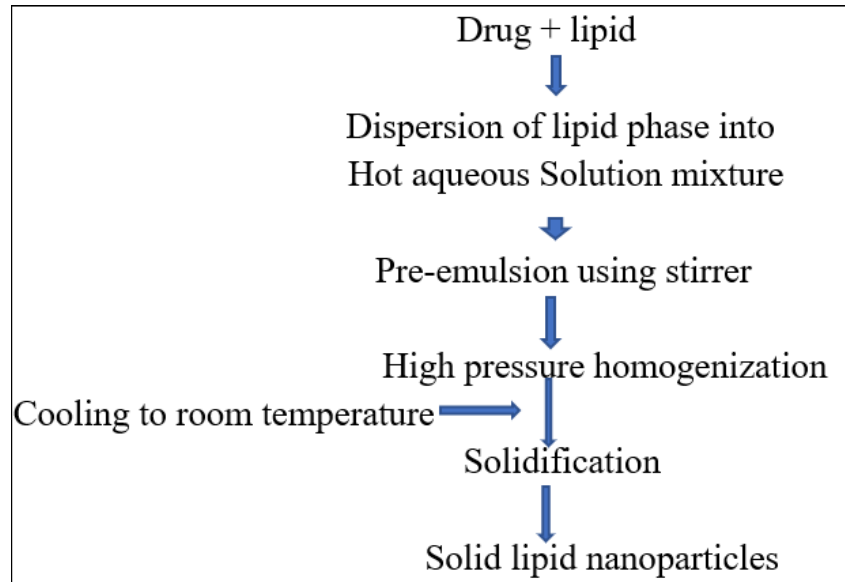 Drug + lipid
Dispersion of lipid phase into
Hot aqueous Solution mixture
Pre-emulsion using stirrer
High pressure homogenization
Cooling to room temperature
Solidification
Solid lipid nanoparticles